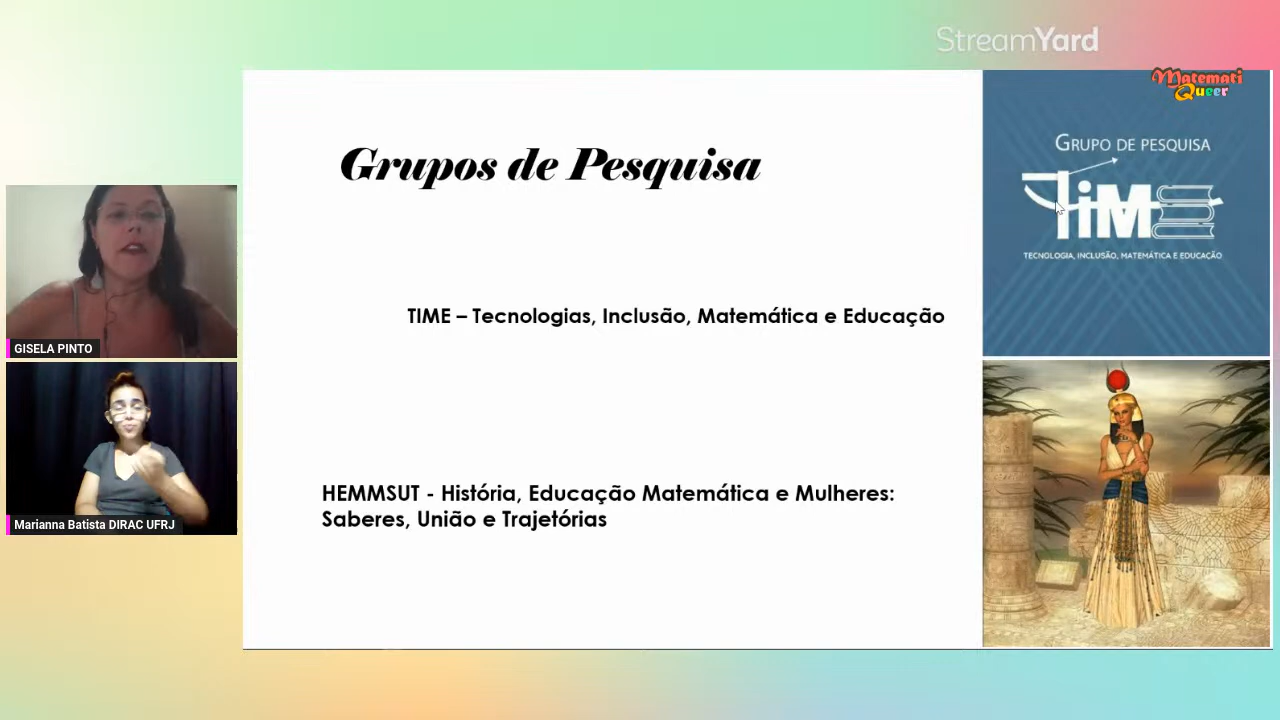 StreamYard
Matemati
Queer
Grupos de Pesquisa
GRUPO DE PESQUISA
TIME
TECNOLOGIA, INCLUSÃO, MATEMÁTICA E EDUCAÇÃO
TIME – Tecnologias, Inclusão, Matemática e Educação
GISELA PINTO
HEMMSUT - História, Educação Matemática e Mulheres:
Saberes, União e Trajetórias
Marianna Batista DIRAC UFRJ